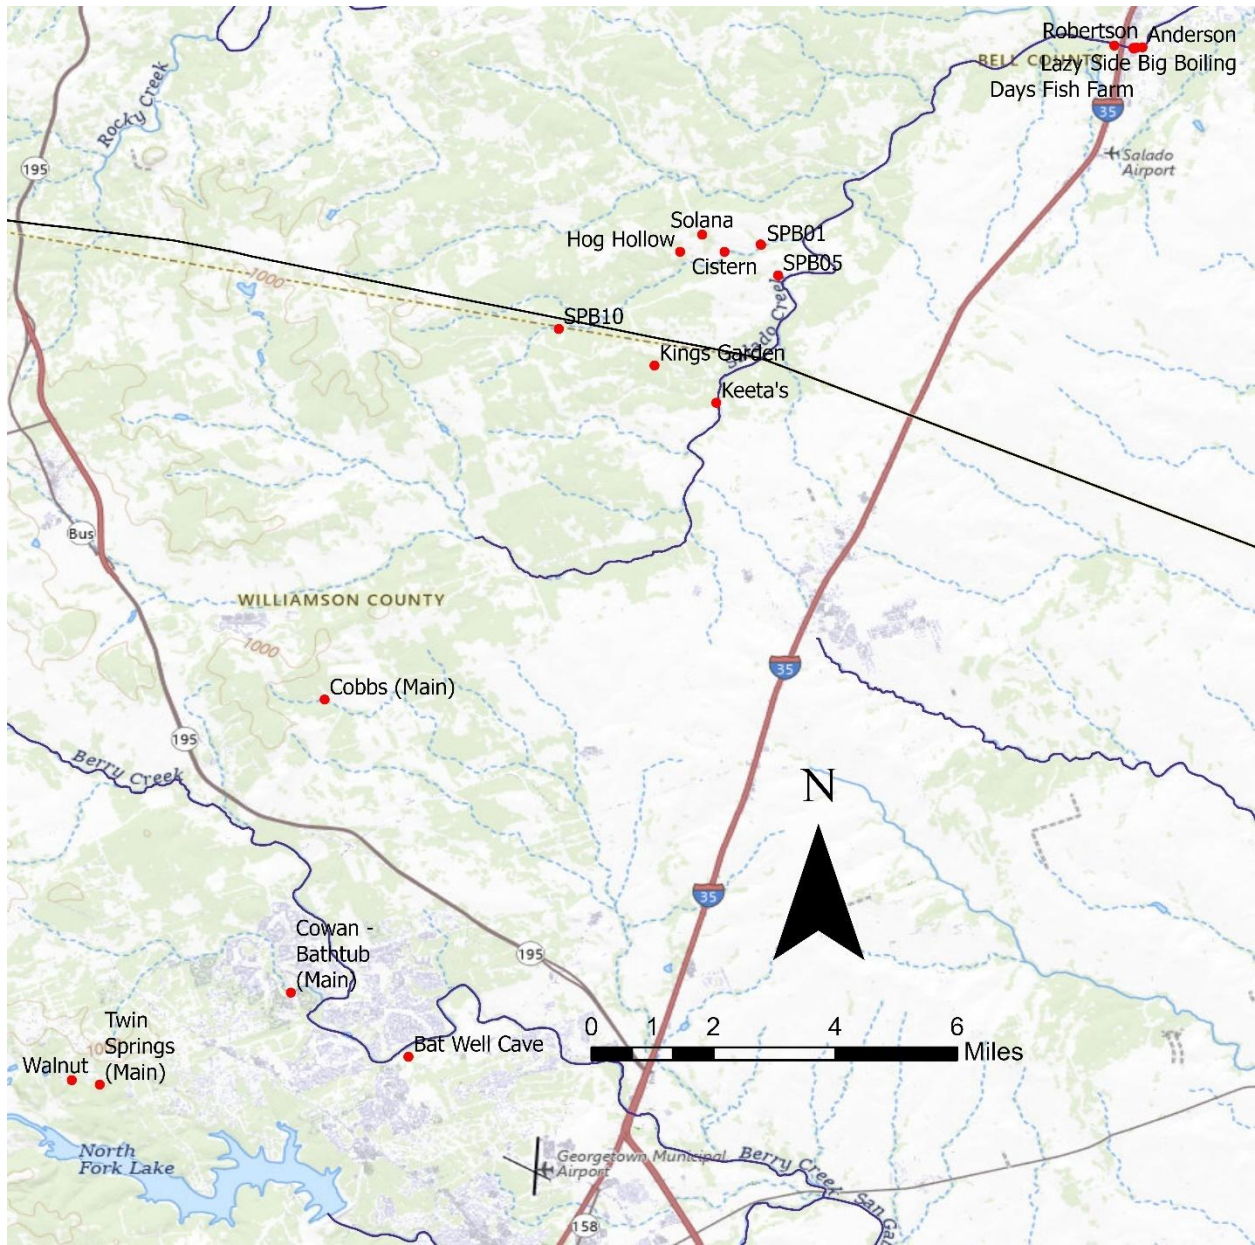 Robertson
Anderson
BELL COUNTY
Lazy Side Big Boiling
Days Fish Farm
35
Rocky Creek
195
Salado
Airport
Solana
SPB01
Hog Hollow
Cistern
SPB05
1000
SPB10
Salado Creek
Kings Garden
Keeta's
Bus
WILLIAMSON COUNTY
1000
35
Cobbs (Main)
195
Berry Creek
N
35
Cowan -
Bathtub
(Main)
195
Twin
Springs
(Main)
0 1 2 4 6
Miles
Bat Well Cave
Walnut
North
Fork Lake
Georgetown Municipal
Airport
Berry Creek
158